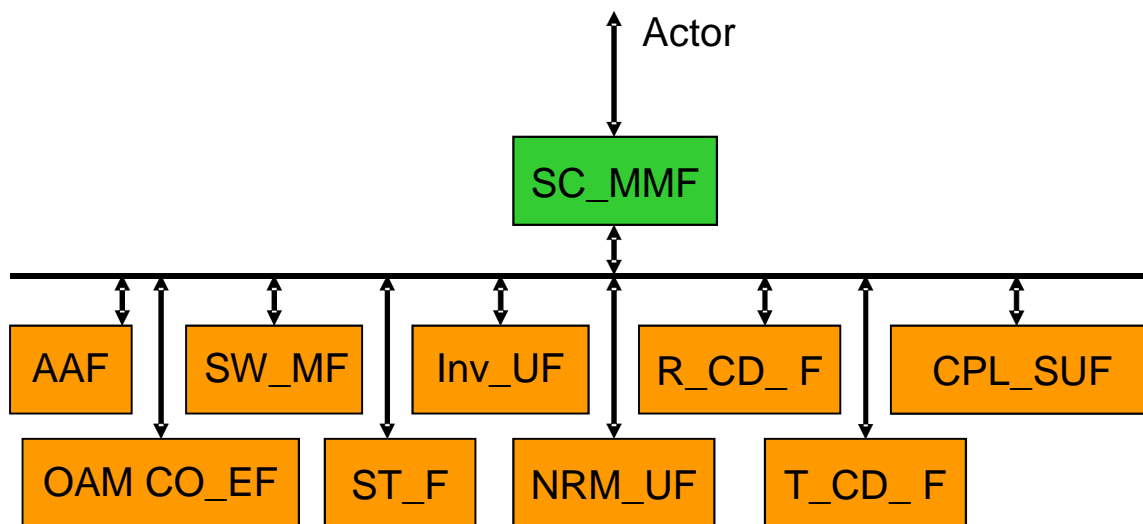 Actor
SC_MMF
AAF
SW_MF
Inv_UF
R_CD_ F
CPL_SUF
OAM CO_EF
ST_F
NRM_UF
T_CD_ F